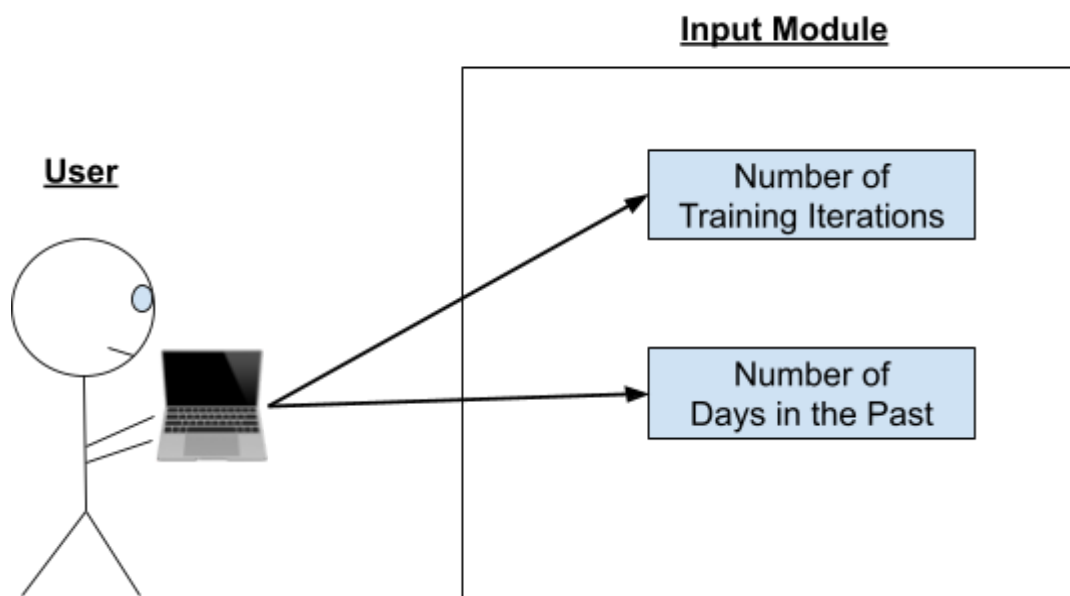 Input Module
User
Number of
Training Iterations
Number of
Days in the Past